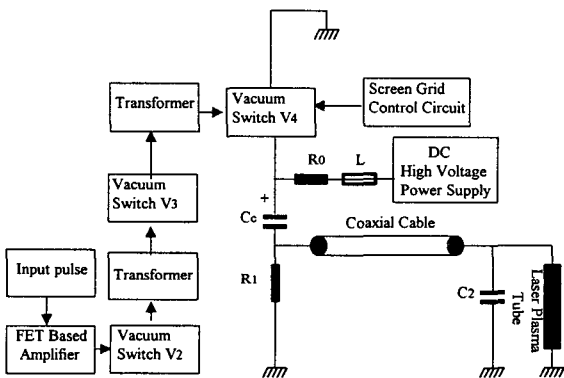 Transformer
Vacuum
Switch V4
Screen Grid
Control Circuit
R0
L
DC
High Voltage
Power Supply
Vacuum
Switch V3
+
Cc
Coaxial Cable
Input pulse
Transformer
R1
C2
Laser Plasma
Tube
FET Based
Amplifier
Vacuum
Switch V2